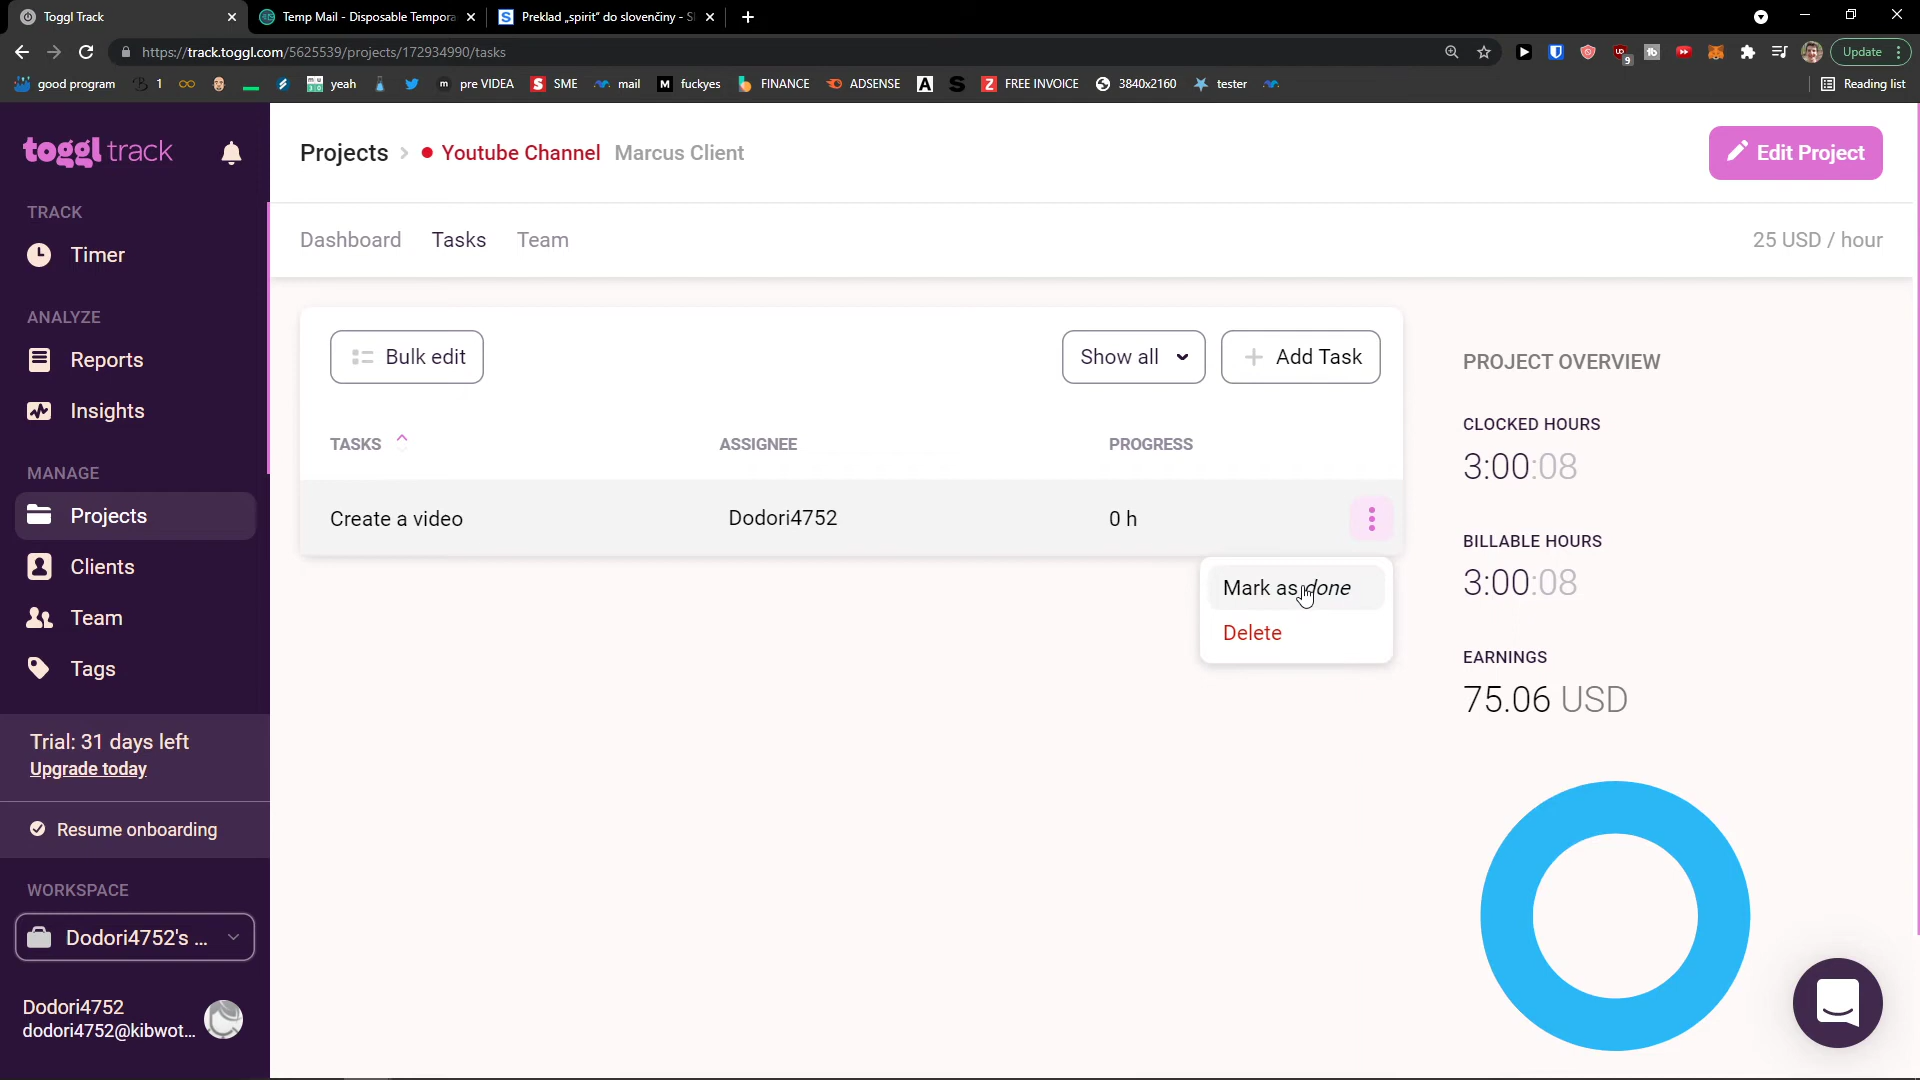 Toggl Track
Temp Mail - Disposable Tempora
Preklad „spirit“ do slovenčiny - S
https://track.toggl.com/5625539/projects/172934990/tasks
9
Update
good program
1
yeah
pre VIDEA
SME
mail
fuckyes
FINANCE
ADSENSE
FREE INVOICE
3840x2160
tester
Reading list
toggl track
Projects
Youtube Channel
Marcus Client
Edit Project
TRACK
Timer
Dashboard
Tasks
Team
25 USD / hour
ANALYZE
Reports
Insights
Bulk edit
Show all
Add Task
PROJECT OVERVIEW
TASKS
ASSIGNEE
PROGRESS
CLOCKED HOURS
3:00:08
MANAGE
Projects
Clients
Team
Tags
Create a video
Dodori4752
0 h
Mark as done
Delete
BILLABLE HOURS
3:00:08
EARNINGS
75.06 USD
Trial: 31 days left
Upgrade today
Resume onboarding
WORKSPACE
Dodori4752's ...
Dodori4752
dodori4752@kibwot...